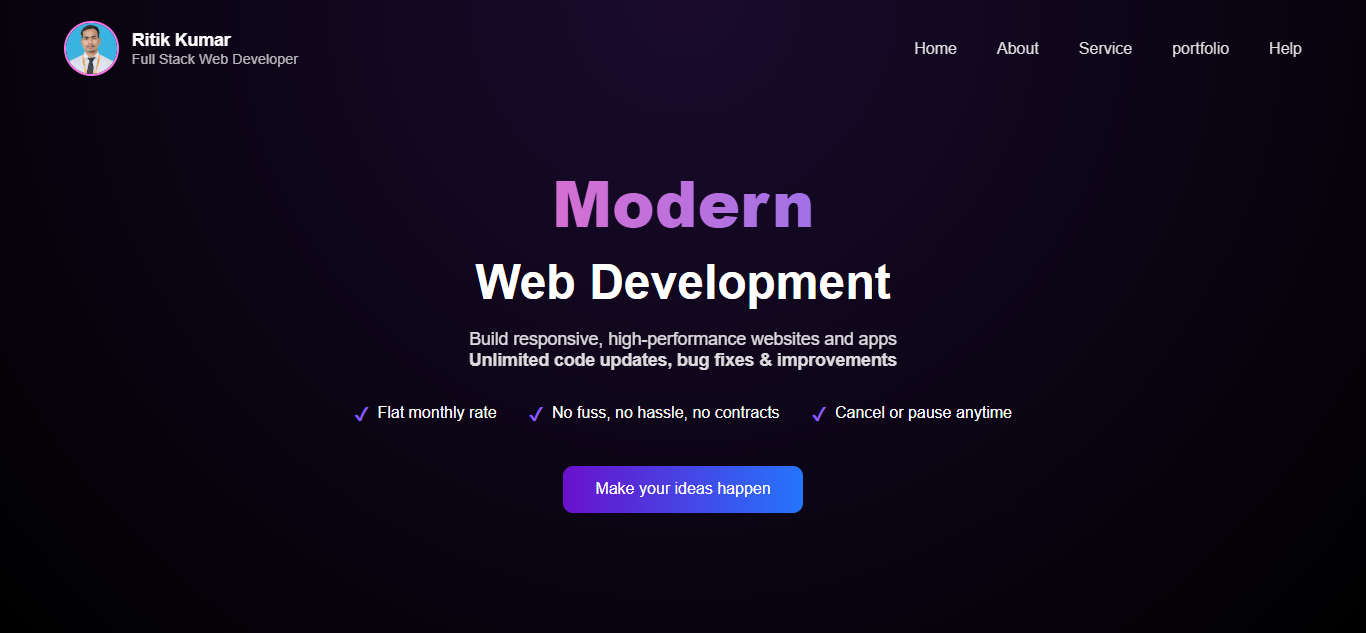 Ritik Kumar
Full Stack Web Developer
Home About Service portfolio Help
Modern
Web Development
Build responsive, high-performance websites and apps
Unlimited code updates, bug fixes & improvements
✓ Flat monthly rate ✓ No fuss, no hassle, no contracts ✓ Cancel or pause anytime
Make your ideas happen